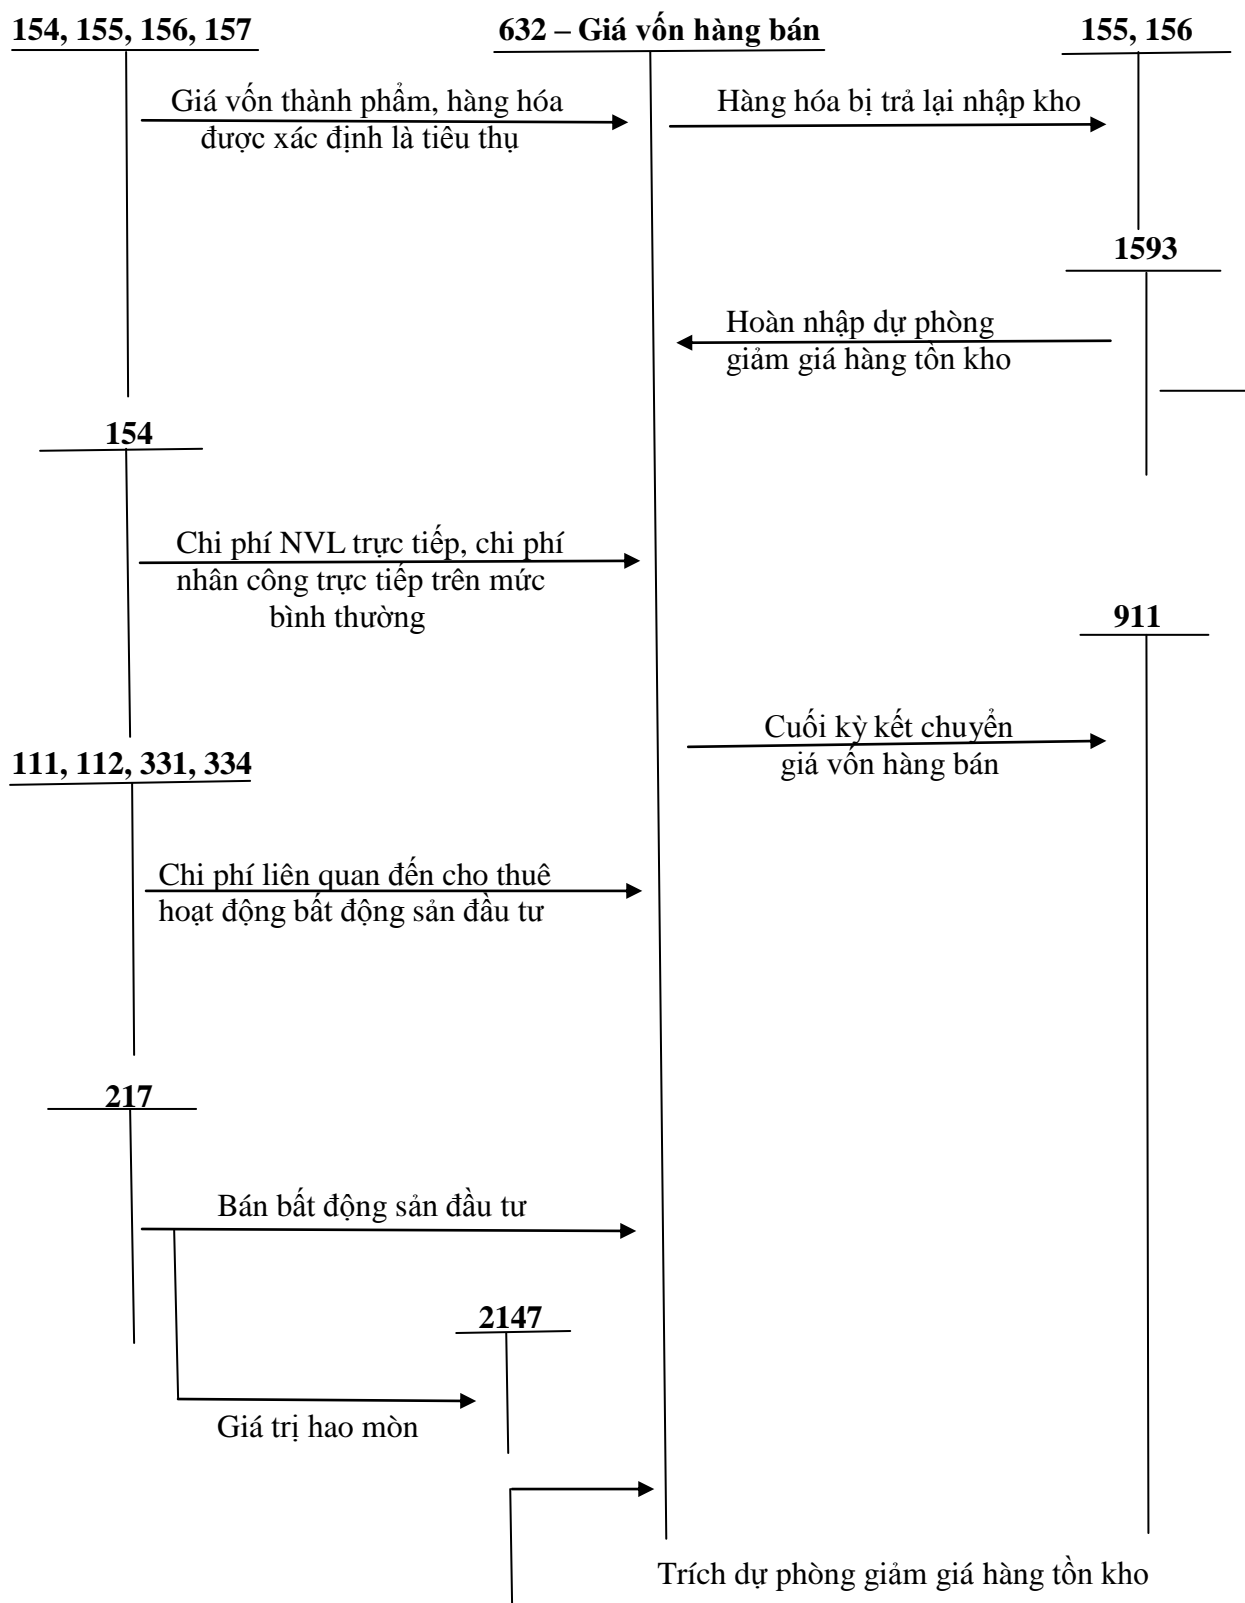 154, 155, 156, 157
632 – Giá vốn hàng bán
155, 156
Giá vốn thành phẩm, hàng hóa
được xác định là tiêu thụ
Hàng hóa bị trả lại nhập kho
1593
Hoàn nhập dự phòng
giảm giá hàng tồn kho
154
Chi phí NVL trực tiếp, chi phí
nhân công trực tiếp trên mức
bình thường
911
Cuối kỳ kết chuyển
giá vốn hàng bán
111, 112, 331, 334
Chi phí liên quan đến cho thuê
hoạt động bất động sản đầu tư
217
Bán bất động sản đầu tư
2147
Giá trị hao mòn
Trích dự phòng giảm giá hàng tồn kho